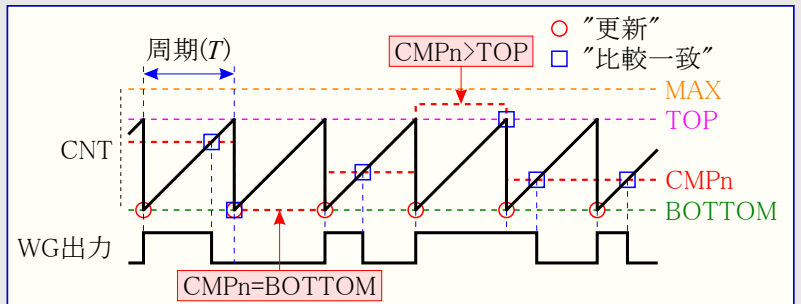 周期(T)
CMPn>TOP
"更新"
"比較一致"
MAX
TOP
CNT
CMPn
BOTTOM
WG出力
CMPn=BOTTOM